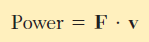 Power = F · v